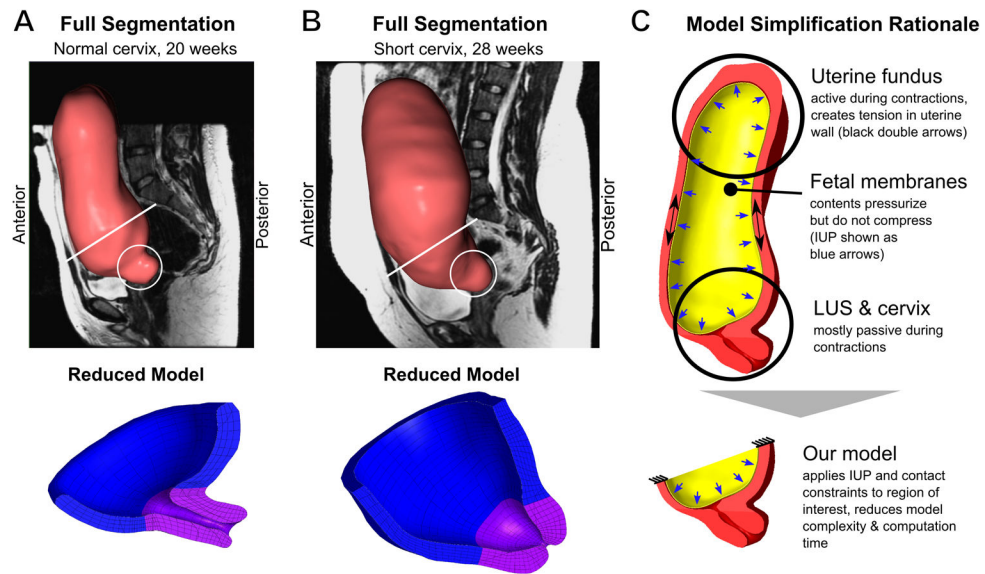 A
Full Segmentation
Normal cervix, 20 weeks
Anterior
Posterior
Reduced Model
B
Full Segmentation
Short cervix, 28 weeks
Anterior
Posterior
Reduced Model
C
Model Simplification Rationale
Uterine fundus
active during contractions,
creates tension in uterine
wall (black double arrows)
Fetal membranes
contents pressurize
but do not compress
(IUP shown as
blue arrows)
LUS & cervix
mostly passive during
contractions
Our model
applies IUP and contact
constraints to region of
interest, reduces model
complexity & computation
time